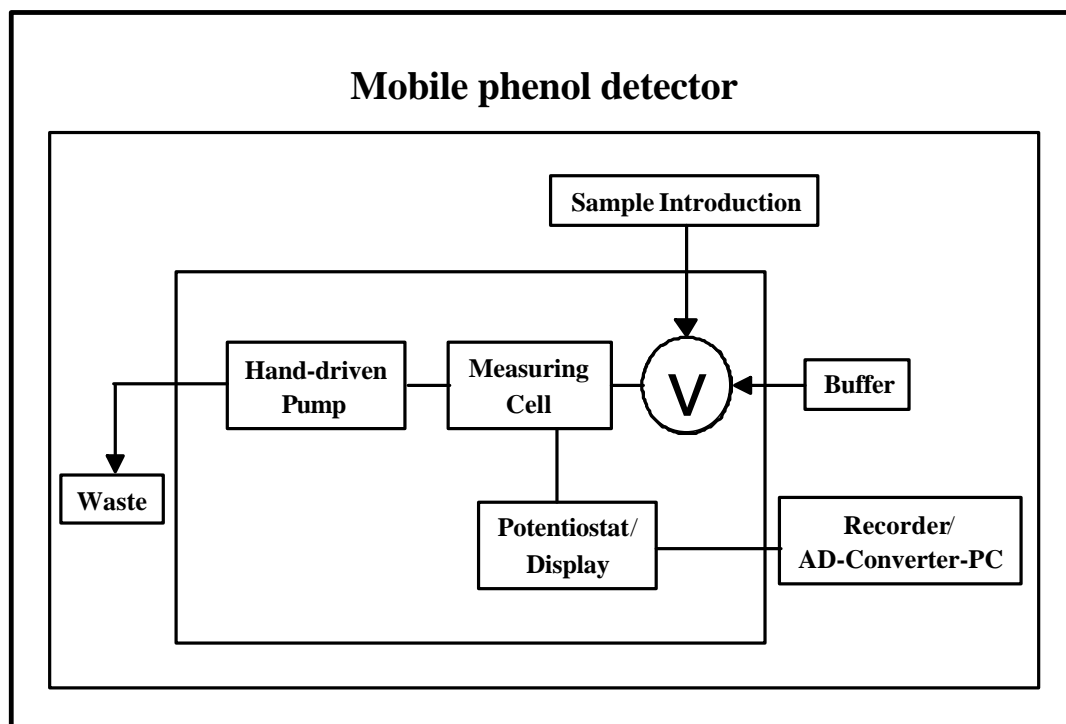 Mobile phenol detector
Sample Introduction
Hand-driven
Pump
Measuring
Cell
V
Buffer
Waste
Potentiostat/
Display
Recorder/
AD-Converter-PC